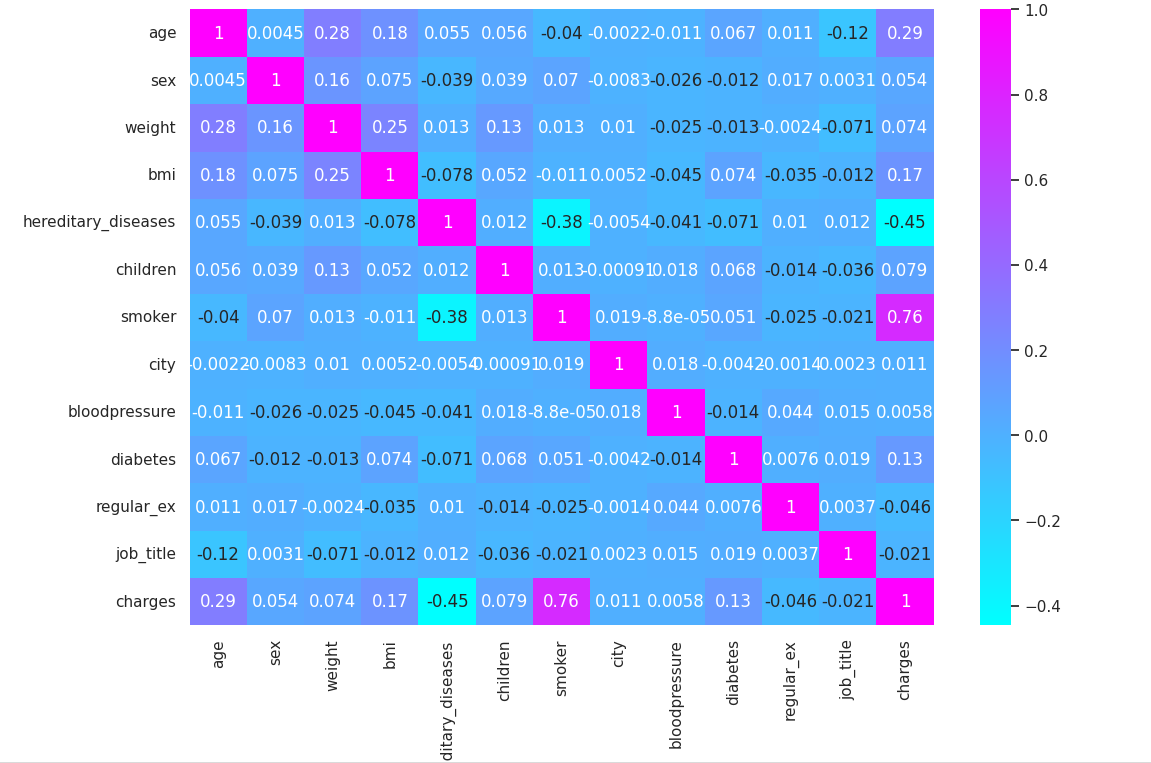 age 1 0.0045 0.28 0.18 0.055 0.056 -0.04 -0.0022 -0.011 0.067 0.011 -0.12 0.29
sex 0.0045 1 0.16 0.075 -0.039 0.039 0.07 -0.0083 -0.026 -0.012 0.017 0.0031 0.054
weight 0.28 0.16 1 0.25 0.013 0.13 0.013 0.01 -0.025 -0.013 -0.0024 -0.071 0.074
bmi 0.18 0.075 0.25 1 -0.078 0.052 -0.011 0.0052 -0.045 0.074 -0.035 -0.012 0.17
hereditary_diseases 0.055 -0.039 0.013 -0.078 1 0.012 -0.38 -0.0054 -0.041 -0.071 0.01 0.012 -0.45
children 0.056 0.039 0.13 0.052 0.012 1 0.013 -0.00091 0.018 0.068 -0.014 -0.036 0.079
smoker -0.04 0.07 0.013 -0.011 -0.38 0.013 1 0.019 -8.8e-05 0.051 -0.025 -0.021 0.76
city -0.0022 -0.0083 0.01 0.0052 -0.0054 -0.00091 0.019 1 0.018 -0.0042 -0.0014 0.0023 0.011
bloodpressure -0.011 -0.026 -0.025 -0.045 -0.041 0.018 -8.8e-05 0.018 1 -0.014 0.044 0.015 0.0058
diabetes 0.067 -0.012 -0.013 0.074 -0.071 0.068 0.051 -0.0042 -0.014 1 0.0076 0.019 0.13
regular_ex 0.011 0.017 -0.0024 -0.035 0.01 -0.014 -0.025 -0.0014 0.044 0.0076 1 0.0037 -0.046
job_title -0.12 0.0031 -0.071 -0.012 0.012 -0.036 -0.021 0.0023 0.015 0.019 0.0037 1 -0.021
charges 0.29 0.054 0.074 0.17 -0.45 0.079 0.76 0.011 0.0058 0.13 -0.046 -0.021 1
age
sex
weight
bmi
ditary_diseases
children
smoker
city
bloodpressure
diabetes
regular_ex
job_title
charges
1.0
0.8
0.6
0.4
0.2
0.0
−0.2
−0.4